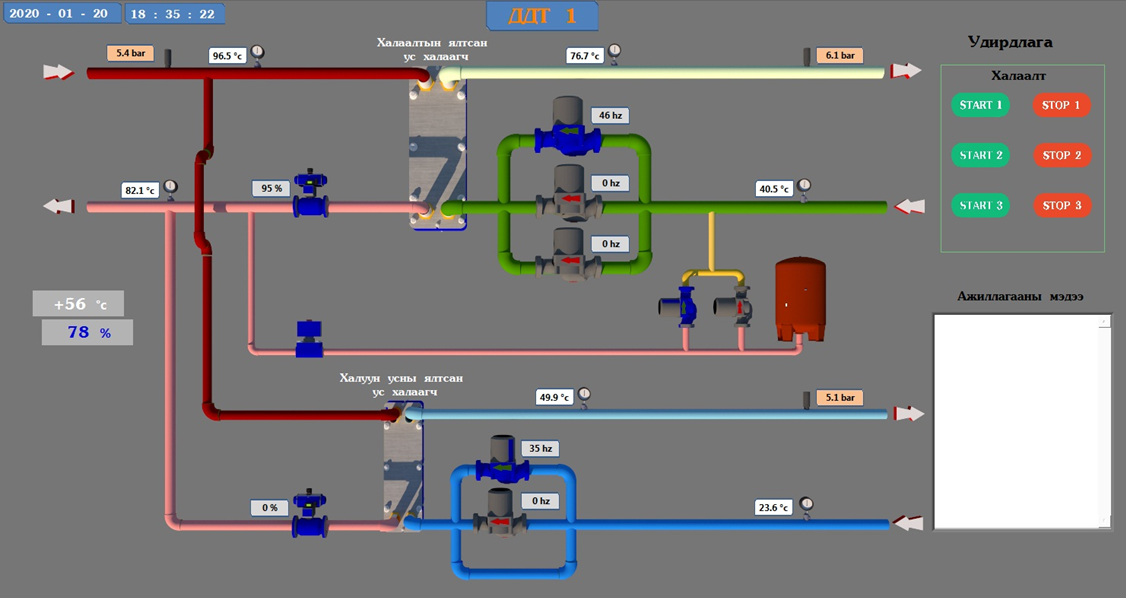 2020 - 01 - 20
18 : 35 : 22
ДДТ 1
5.4 bar
96.5 °c
Халаалтын ялтсан
ус халаагч
76.7 °c
6.1 bar
Удирдлага
Халаалт
START 1
STOP 1
START 2
STOP 2
START 3
STOP 3
46 hz
0 hz
0 hz
82.1 °c
95 %
40.5 °c
+56 °c
78 %
Ажиллагааны мэдээ
Халуун усны ялтсан
ус халаагч
49.9 °c
5.1 bar
35 hz
0 hz
0 %
23.6 °c